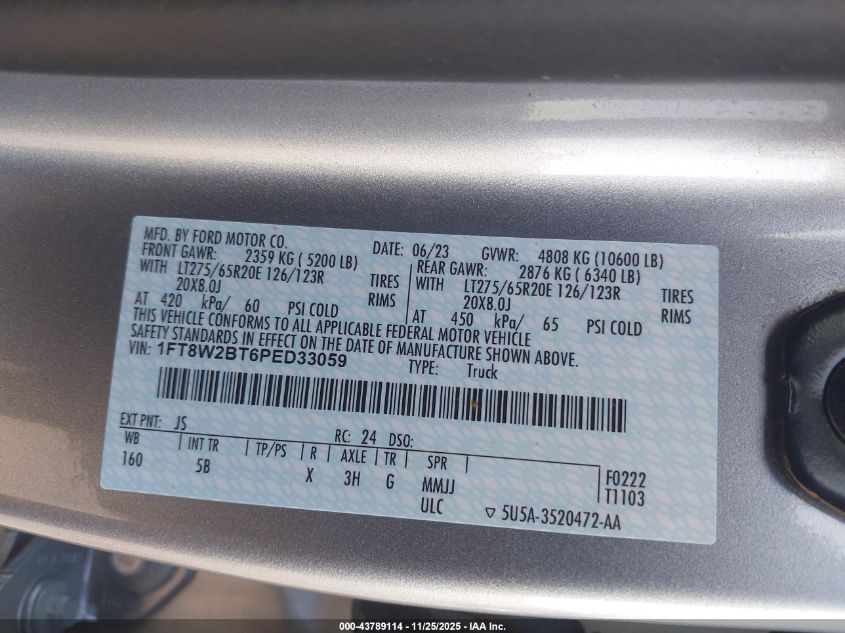 MFD. BY FORD MOTOR CO. DATE: 06/23 GVWR: 4808 KG (10600 LB)
FRONT GAWR: 2359 KG ( 5200 LB) REAR GAWR: 2876 KG ( 6340 LB)
WITH LT275/65R20E 126/123R TIRES WITH LT275/65R20E 126/123R TIRES
20X8.0J RIMS 20X8.0J RIMS
AT 420 kPa/ 60 PSI COLD AT 450 kPa/ 65 PSI COLD
THIS VEHICLE CONFORMS TO ALL APPLICABLE FEDERAL MOTOR VEHICLE
SAFETY STANDARDS IN EFFECT ON THE DATE OF MANUFACTURE SHOWN ABOVE.
VIN: 1FT8W2BT6PED33059 TYPE: Truck
EXT PNT: JS RC: 24 DSO:
WB INT TR TP/PS R AXLE TR SPR F0222
160 5B X 3H G MMJJ T1103
ULC ▽ 5U5A-3520472-AA
000-43789114 - 11/25/2025 - IAA Inc.